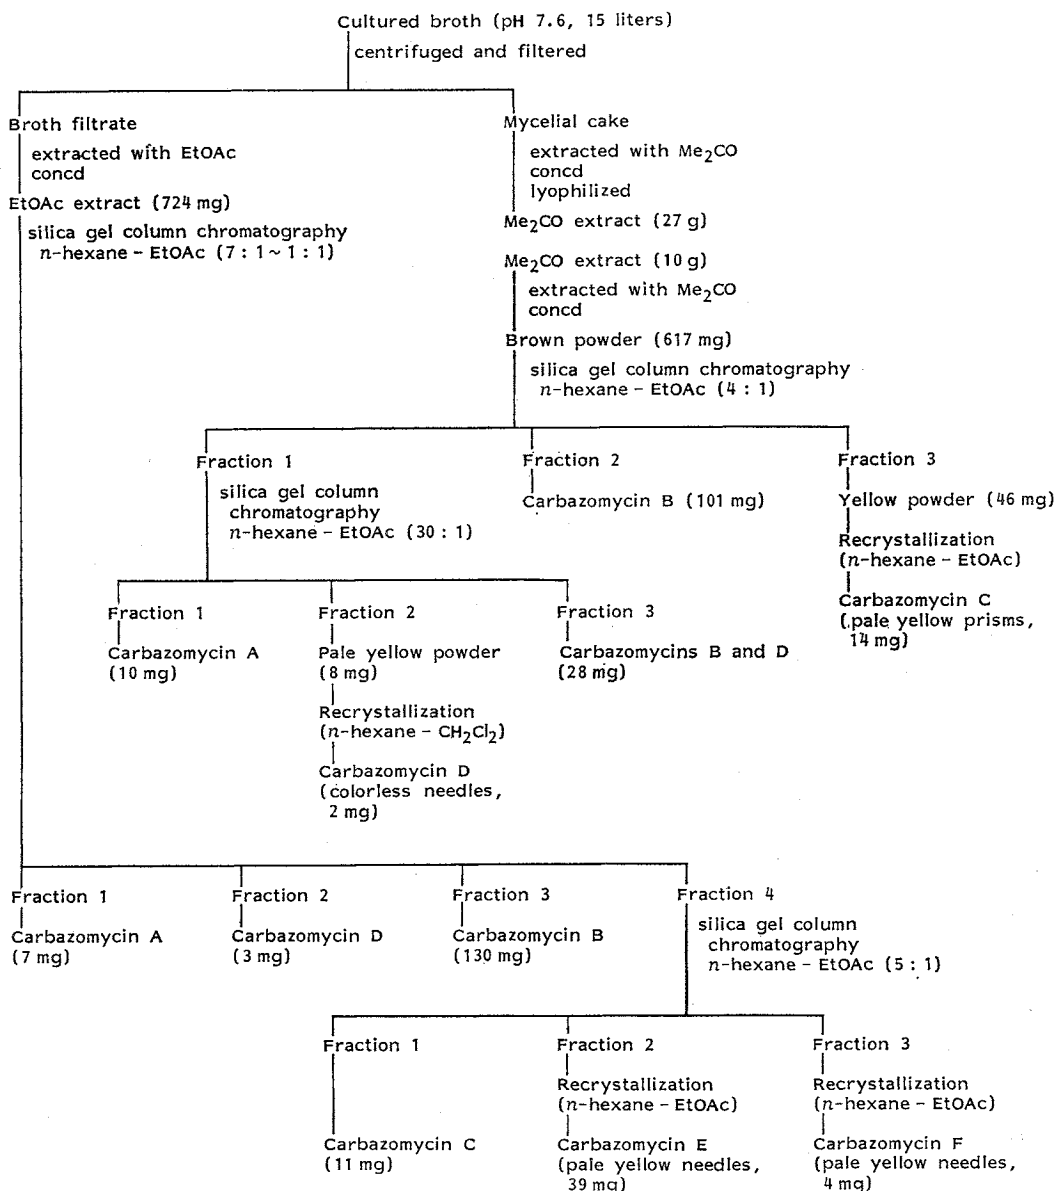 Cultured broth (pH 7.6, 15 liters)
centrifuged and filtered
Broth filtrate
extracted with EtOAc
concd
EtOAc extract (724 mg)
silica gel column chromatography
n-hexane – EtOAc (7 : 1 ~ 1 : 1)
Mycelial cake
extracted with Me₂CO
concd
lyophilized
Me₂CO extract (27 g)
Me₂CO extract (10 g)
extracted with Me₂CO
concd
Brown powder (617 mg)
silica gel column chromatography
n-hexane – EtOAc (4 : 1)
Fraction 1
silica gel column
chromatography
n-hexane – EtOAc (30 : 1)
Fraction 2
Carbazomycin B (101 mg)
Fraction 3
Yellow powder (46 mg)
Recrystallization
(n-hexane – EtOAc)
Carbazomycin C
(pale yellow prisms,
14 mg)
Fraction 1
Carbazomycin A
(10 mg)
Fraction 2
Pale yellow powder
(8 mg)
Recrystallization
(n-hexane – CH₂Cl₂)
Carbazomycin D
(colorless needles,
2 mg)
Fraction 3
Carbazomycins B and D
(28 mg)
Fraction 1
Carbazomycin A
(7 mg)
Fraction 2
Carbazomycin D
(3 mg)
Fraction 3
Carbazomycin B
(130 mg)
Fraction 4
silica gel column
chromatography
n-hexane – EtOAc (5 : 1)
Fraction 1
Carbazomycin C
(11 mg)
Fraction 2
Recrystallization
(n-hexane – EtOAc)
Carbazomycin E
(pale yellow needles,
39 mg)
Fraction 3
Recrystallization
(n-hexane – EtOAc)
Carbazomycin F
(pale yellow needles,
4 mg)